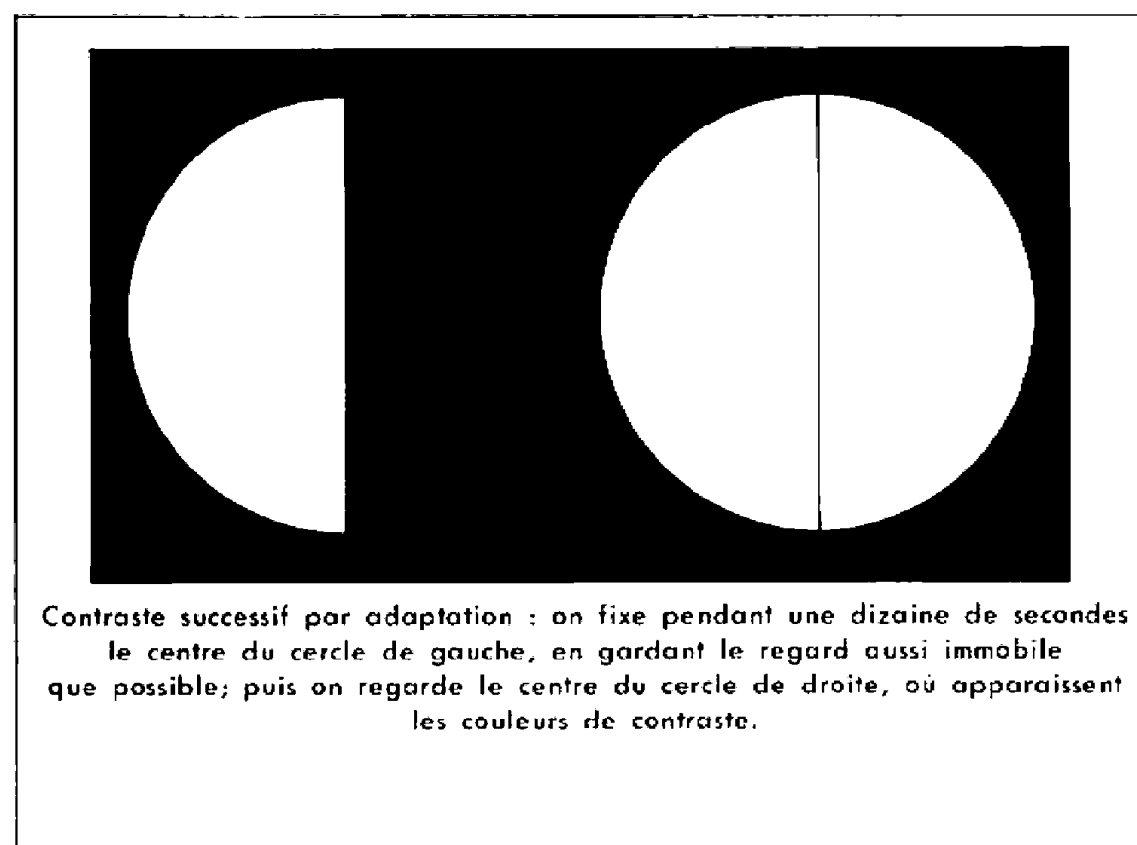 Contraste successif par adaptation : on fixe pendant une dizaine de secondes
le centre du cercle de gauche, en gardant le regard aussi immobile
que possible; puis on regarde le centre du cercle de droite, où apparaissent
les couleurs de contraste.